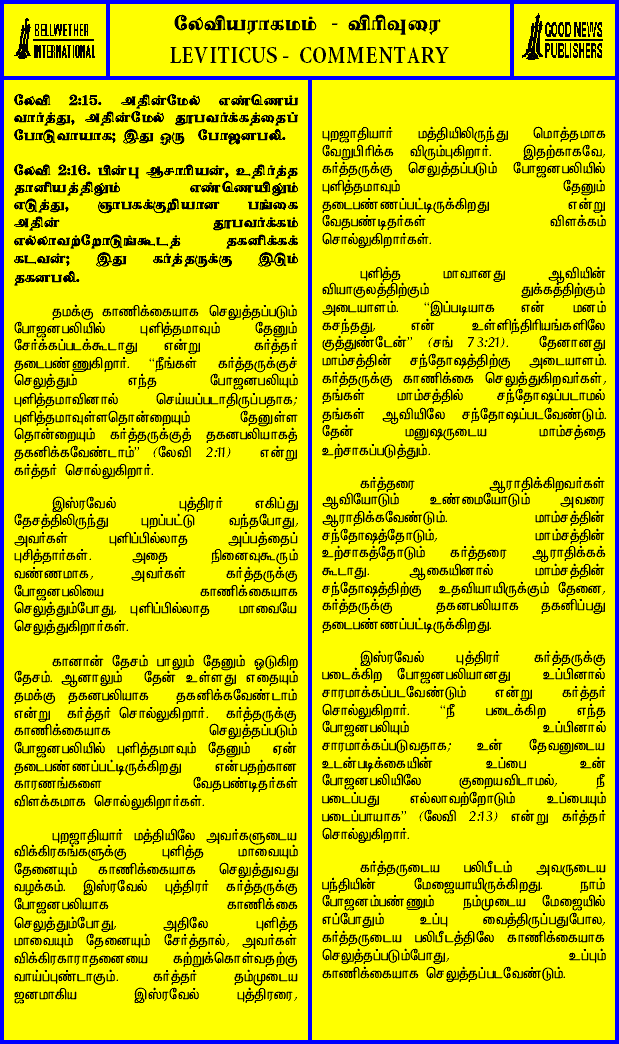 BELLWETHER
INTERNATIONAL
லேவியராகமம் - விரிவுரை
LEVITICUS - COMMENTARY
GOOD NEWS
PUBLISHERS
லேவி 2:15. அதின்மேல் எண்ணெய்
வார்த்து, அதின்மேல் தூபவர்க்கத்தைப்
போடுவாயாக; இது ஒரு போஜனபலி.
லேவி 2:16. பின்பு ஆசாரியன், உதிர்த்த
தானியத்திலும் எண்ணெயிலும்
எடுத்து, ஞாபகக்குறியான பங்கை
அதின் தூபவர்க்கம்
எல்லாவற்றோடுங்கூடத் தகனிக்கக்
கடவன்; இது கர்த்தருக்கு இடும்
தகனபலி.
தமக்கு காணிக்கையாக செலுத்தப்படும்
போஜனபலியில் புளித்தமாவும் தேனும்
சேர்க்கப்படக்கூடாது என்று கர்த்தர்
தடைபண்ணுகிறார். “நீங்கள் கர்த்தருக்குச்
செலுத்தும் எந்த போஜனபலியும்
புளித்தமாவினால் செய்யப்படாதிருப்பதாக;
புளித்தமாவுள்ளதொன்றையும் தேனுள்ள
தொன்றையும் கர்த்தருக்குத் தகனபலியாகத்
தகனிக்கவேண்டாம்” (லேவி 2:11) என்று
கர்த்தர் சொல்லுகிறார்.
இஸ்ரவேல் புத்திரர் எகிப்து
தேசத்திலிருந்து புறப்பட்டு வந்தபோது,
அவர்கள் புளிப்பில்லாத அப்பத்தைப்
புசித்தார்கள். அதை நினைவுகூரும்
வண்ணமாக, அவர்கள் கர்த்தருக்கு
போஜனபலியை காணிக்கையாக
செலுத்தும்போது, புளிப்பில்லாத மாவையே
செலுத்துகிறார்கள்.
கானான் தேசம் பாலும் தேனும் ஓடுகிற
தேசம். ஆனாலும் தேன் உள்ளது எதையும்
தமக்கு தகனபலியாக தகனிக்கவேண்டாம்
என்று கர்த்தர் சொல்லுகிறார். கர்த்தருக்கு
காணிக்கையாக செலுத்தப்படும்
போஜனபலியில் புளித்தமாவும் தேனும் ஏன்
தடைபண்ணப்பட்டிருக்கிறது என்பதற்கான
காரணங்களை வேதபண்டிதர்கள்
விளக்கமாக சொல்லுகிறார்கள்.
புறஜாதியார் மத்தியிலே அவர்களுடைய
விக்கிரகங்களுக்கு புளித்த மாவையும்
தேனையும் காணிக்கையாக செலுத்துவது
வழக்கம். இஸ்ரவேல் புத்திரர் கர்த்தருக்கு
போஜனபலியாக காணிக்கை
செலுத்தும்போது, அதிலே புளித்த
மாவையும் தேனையும் சேர்த்தால், அவர்கள்
விக்கிரகாராதனையை கற்றுக்கொள்வதற்கு
வாய்ப்புண்டாகும். கர்த்தர் தம்முடைய
ஜனமாகிய இஸ்ரவேல் புத்திரரை,
புறஜாதியார் மத்தியிலிருந்து மொத்தமாக
வேறுபிரிக்க விரும்புகிறார். இதற்காகவே,
கர்த்தருக்கு செலுத்தப்படும் போஜனபலியில்
புளித்தமாவும் தேனும்
தடைபண்ணப்பட்டிருக்கிறது என்று
வேதபண்டிதர்கள் விளக்கம்
சொல்லுகிறார்கள்.
புளித்த மாவானது ஆவியின்
வியாகுலத்திற்கும் துக்கத்திற்கும்
அடையாளம். “இப்படியாக என் மனம்
கசந்தது, என் உள்ளிந்திரியங்களிலே
குத்துண்டேன்” (சங் 73:21). தேனானது
மாம்சத்தின் சந்தோஷத்திற்கு அடையாளம்.
கர்த்தருக்கு காணிக்கை செலுத்துகிறவர்கள்,
தங்கள் மாம்சத்தில் சந்தோஷப்படாமல்
தங்கள் ஆவியிலே சந்தோஷப்படவேண்டும்.
தேன் மனுஷருடைய மாம்சத்தை
உற்சாகப்படுத்தும்.
கர்த்தரை ஆராதிக்கிறவர்கள்
ஆவியோடும் உண்மையோடும் அவரை
ஆராதிக்கவேண்டும். மாம்சத்தின்
சந்தோஷத்தோடும், மாம்சத்தின்
உற்சாகத்தோடும் கர்த்தரை ஆராதிக்கக்
கூடாது. ஆகையினால் மாம்சத்தின்
சந்தோஷத்திற்கு உதவியாயிருக்கும் தேனை,
கர்த்தருக்கு தகனபலியாக தகனிப்பது
தடைபண்ணப்பட்டிருக்கிறது.
இஸ்ரவேல் புத்திரர் கர்த்தருக்கு
படைக்கிற போஜனபலியானது உப்பினால்
சாரமாக்கப்படவேண்டும் என்று கர்த்தர்
சொல்லுகிறார். “நீ படைக்கிற எந்த
போஜனபலியும் உப்பினால்
சாரமாக்கப்படுவதாக; உன் தேவனுடைய
உடன்படிக்கையின் உப்பை உன்
போஜனபலியிலே குறையவிடாமல், நீ
படைப்பது எல்லாவற்றோடும் உப்பையும்
படைப்பாயாக” (லேவி 2:13) என்று கர்த்தர்
சொல்லுகிறார்.
கர்த்தருடைய பலிபீடம் அவருடைய
பந்தியின் மேஜையாயிருக்கிறது. நாம்
போஜனம்பண்ணும் நம்முடைய மேஜையில்
எப்போதும் உப்பு வைத்திருப்பதுபோல,
கர்த்தருடைய பலிபீடத்திலே காணிக்கையாக
செலுத்தப்படும்போது, உப்பும்
காணிக்கையாக செலுத்தப்படவேண்டும்.